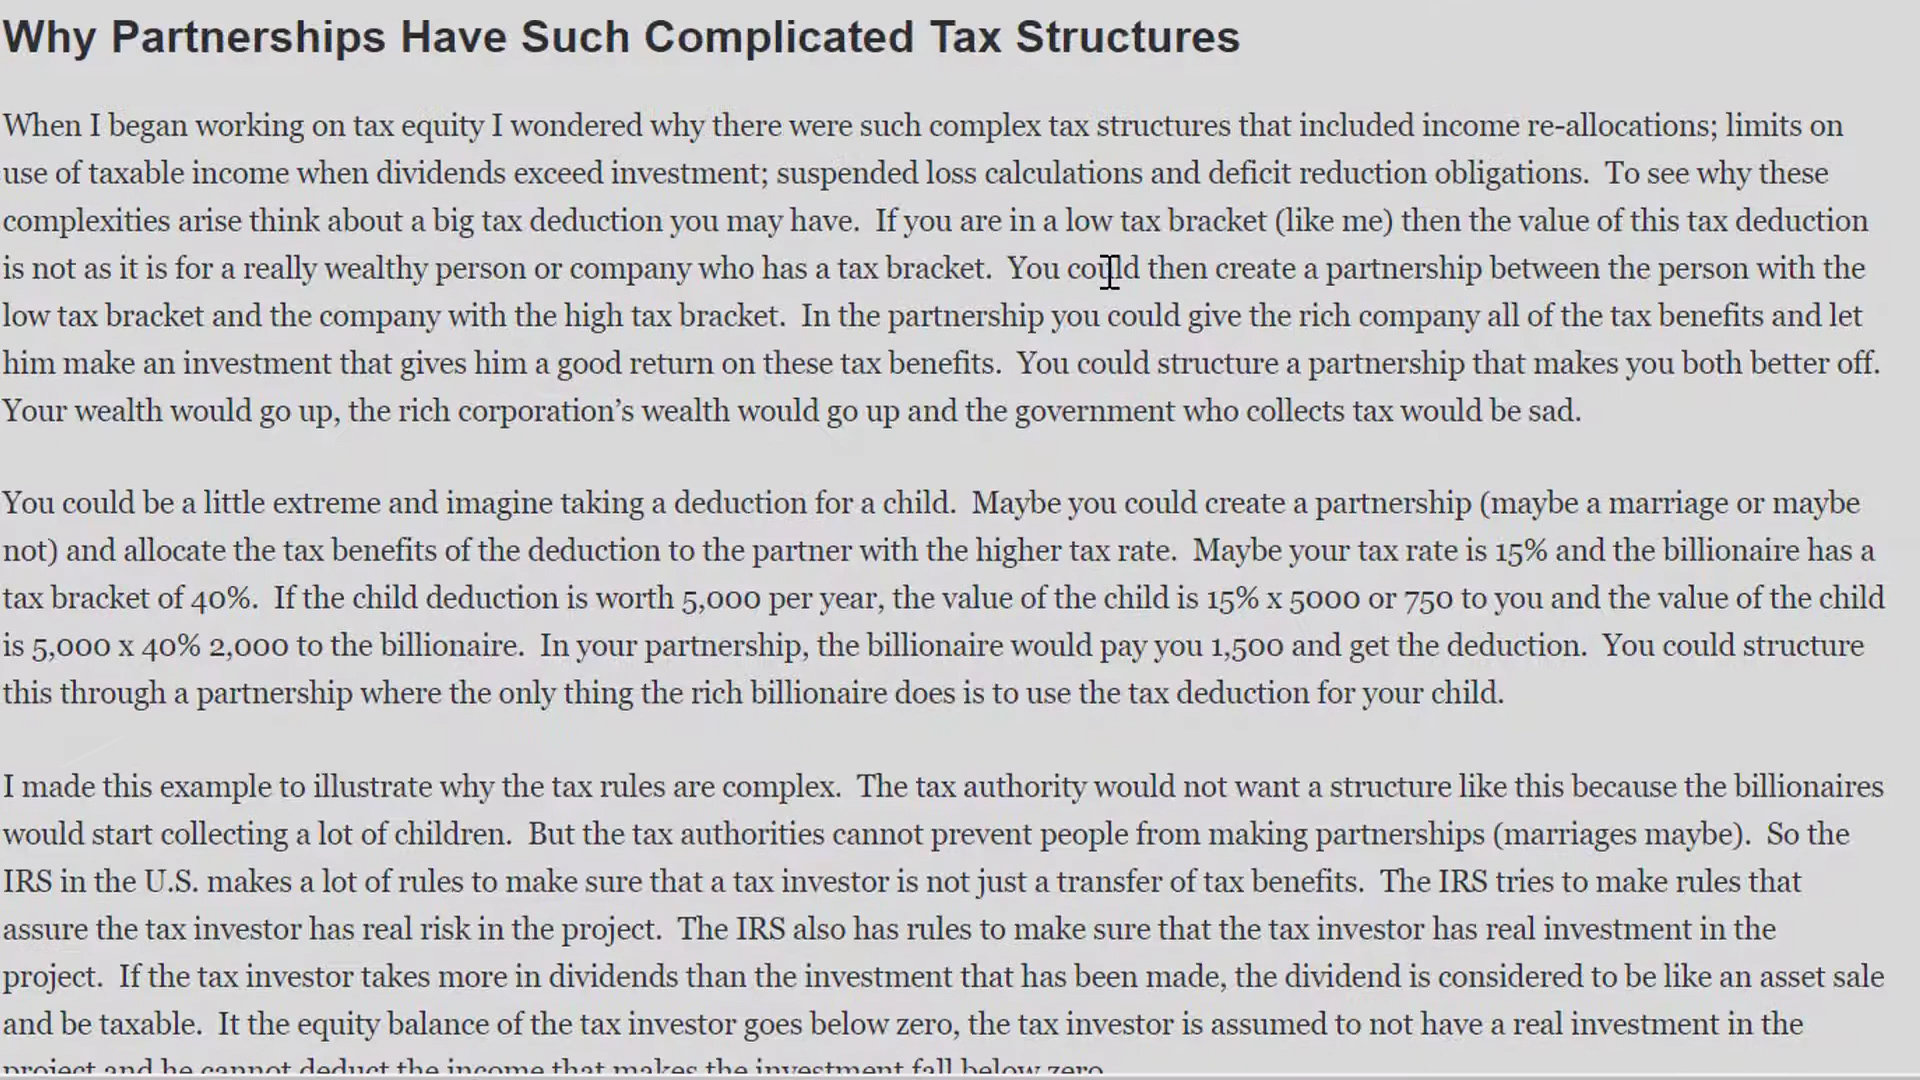 Why Partnerships Have Such Complicated Tax Structures
When I began working on tax equity I wondered why there were such complex tax structures that included income re-allocations; limits on
use of taxable income when dividends exceed investment; suspended loss calculations and deficit reduction obligations.  To see why these
complexities arise think about a big tax deduction you may have.  If you are in a low tax bracket (like me) then the value of this tax deduction
is not as it is for a really wealthy person or company who has a tax bracket.  You could then create a partnership between the person with the
low tax bracket and the company with the high tax bracket.  In the partnership you could give the rich company all of the tax benefits and let
him make an investment that gives him a good return on these tax benefits.  You could structure a partnership that makes you both better off.
Your wealth would go up, the rich corporation’s wealth would go up and the government who collects tax would be sad.
You could be a little extreme and imagine taking a deduction for a child.  Maybe you could create a partnership (maybe a marriage or maybe
not) and allocate the tax benefits of the deduction to the partner with the higher tax rate.  Maybe your tax rate is 15% and the billionaire has a
tax bracket of 40%.  If the child deduction is worth 5,000 per year, the value of the child is 15% x 5000 or 750 to you and the value of the child
is 5,000 x 40% 2,000 to the billionaire.  In your partnership, the billionaire would pay you 1,500 and get the deduction.  You could structure
this through a partnership where the only thing the rich billionaire does is to use the tax deduction for your child.
I made this example to illustrate why the tax rules are complex.  The tax authority would not want a structure like this because the billionaires
would start collecting a lot of children.  But the tax authorities cannot prevent people from making partnerships (marriages maybe).  So the
IRS in the U.S. makes a lot of rules to make sure that a tax investor is not just a transfer of tax benefits.  The IRS tries to make rules that
assure the tax investor has real risk in the project.  The IRS also has rules to make sure that the tax investor has real investment in the
project.  If the tax investor takes more in dividends than the investment that has been made, the dividend is considered to be like an asset sale
and be taxable.  It the equity balance of the tax investor goes below zero, the tax investor is assumed to not have a real investment in the
project and he cannot deduct the income that makes the investment fall below zero